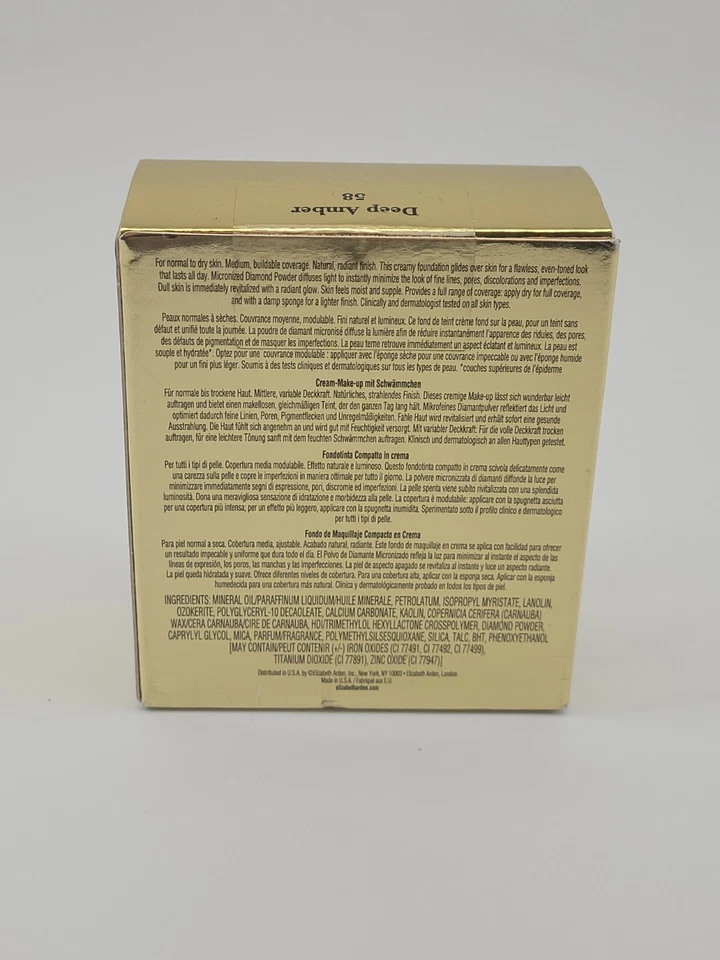 Deep Amber
58
For normal to dry skin. Medium, buildable coverage. Natural, radiant finish. This creamy foundation glides over skin for a flawless, even-toned look
that lasts all day. Micronized Diamond Powder diffuses light to instantly minimize the look of fine lines, pores, discolorations and imperfections.
Dull skin is immediately revitalized with a radiant glow. Skin feels moist and supple. Provides a full range of coverage: apply dry for full coverage,
and with a damp sponge for a lighter finish. Clinically and dermatologist tested on all skin types.
Peaux normales à sèches. Couvrance moyenne, modulable. Fini naturel et lumineux. Ce fond de teint crème fond sur la peau, pour un teint sans
défaut et unifié toute la journée. La poudre de diamant micronisé diffuse la lumière afin de réduire instantanément l'apparence des ridules, des pores,
des défauts de pigmentation et de masquer les imperfections. La peau terne retrouve immédiatement un aspect éclatant et lumineux. La peau est
souple et hydratée*. Optez pour une couvrance modulable : appliquer avec l'éponge sèche pour une couvrance impeccable ou avec l'éponge humide
pour un fini plus léger. Soumis à des tests cliniques et dermatologiques sur tous les types de peau. *couches supérieures de l'épiderme
Cream-Make-up mit Schwämmchen
Für normale bis trockene Haut. Mittlere, variable Deckkraft. Natürliches, strahlendes Finish. Dieses cremige Make-up lässt sich wunderbar leicht
auftragen und bietet einen makellosen, gleichmäßigen Teint, der den ganzen Tag lang hält. Mikrofeines Diamantpulver reflektiert das Licht und
optimiert dadurch feine Linien, Poren, Pigmentflecken und Unregelmäßigkeiten. Fahle Haut wird revitalisiert und erhält sofort eine gesunde
Ausstrahlung. Die Haut fühlt sich angenehm an und wird gut mit Feuchtigkeit versorgt. Mit variabler Deckkraft: Für die volle Deckkraft trocken
auftragen, für eine leichtere Tönung sanft mit dem feuchten Schwämmchen auftragen. Klinisch und dermatologisch an allen Hauttypen getestet.
Fondotinta Compatto in crema
Per tutti i tipi di pelle. Copertura media modulabile. Effetto naturale e luminoso. Questo fondotinta compatto in crema scivola delicatamente come
una carezza sulla pelle e copre le imperfezioni in maniera ottimale per tutto il giorno. La polvere micronizzata di diamanti diffonde la luce per
minimizzare immediatamente segni di espressione, pori, discromie ed imperfezioni. La pelle spenta viene subito rivitalizzata con una splendida
luminosità. Dona una meravigliosa sensazione di idratazione e morbidezza alla pelle. La copertura è modulabile: applicare con la spugnetta asciutta
per una copertura più intensa; per un effetto più leggero, applicare con la spugnetta inumidita. Sperimentato sotto il profilo clinico e dermatologico
per tutti i tipi di pelle.
Fondo de Maquillaje Compacto en Crema
Para piel normal a seca. Cobertura media, ajustable. Acabado natural, radiante. Este fondo de maquillaje en crema se aplica con facilidad para ofrecer
un resultado impecable y uniforme que dura todo el día. El Polvo de Diamante Micronizado refleja la luz para minimizar al instante el aspecto de las
líneas de expresión, los poros, las manchas y las imperfecciones. La piel de aspecto apagado se revitaliza al instante y luce un aspecto radiante.
La piel queda hidratada y suave. Ofrece diferentes niveles de cobertura. Para una cobertura alta, aplicar con la esponja seca. Aplicar con la esponja
humedecida para una cobertura más natural. Clínica y dermatológicamente probado en todos los tipos de piel.
INGREDIENTS: MINERAL OIL/PARAFFINUM LIQUIDUM/HUILE MINERALE, PETROLATUM, ISOPROPYL MYRISTATE, LANOLIN,
OZOKERITE, POLYGLYCERYL-10 DECAOLEATE, CALCIUM CARBONATE, KAOLIN, COPERNICIA CERIFERA (CARNAUBA)
WAX/CERA CARNAUBA/CIRE DE CARNAUBA, HDI/TRIMETHYLOL HEXYLLACTONE CROSSPOLYMER, DIAMOND POWDER,
CAPRYLYL GLYCOL, MICA, PARFUM/FRAGRANCE, POLYMETHYLSILSESQUIOXANE, SILICA, TALC, BHT, PHENOXYETHANOL
[MAY CONTAIN/PEUT CONTENIR (+/-) IRON OXIDES (CI 77491, CI 77492, CI 77499),
TITANIUM DIOXIDE (CI 77891), ZINC OXIDE (CI 77947)]
Distributed in U.S.A. by ©Elizabeth Arden, Inc. New York, NY 10003 • Elizabeth Arden, London
Made in U.S.A. / Fabriqué aux É.U.
elizabetharden.com